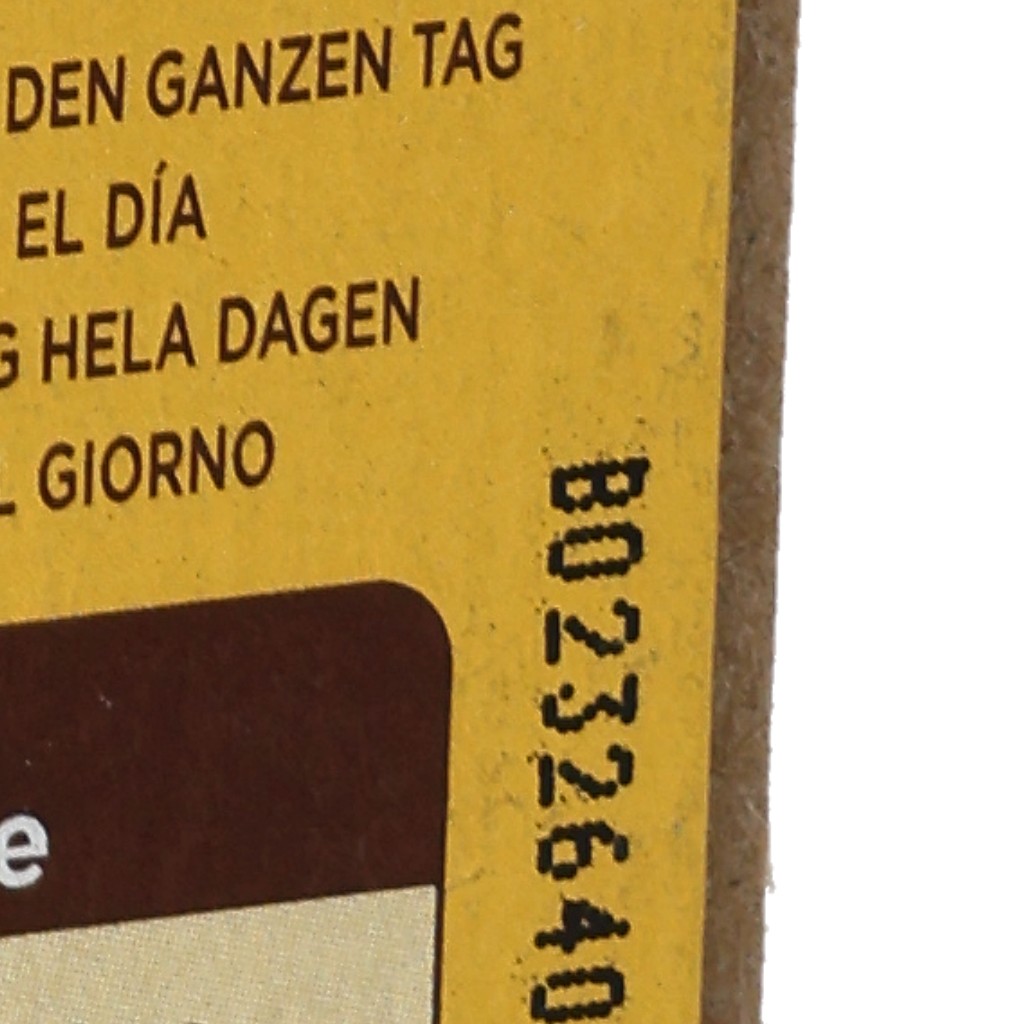 DEN GANZEN TAG
EL DÍA
G HELA DAGEN
L GIORNO
e
B0232640